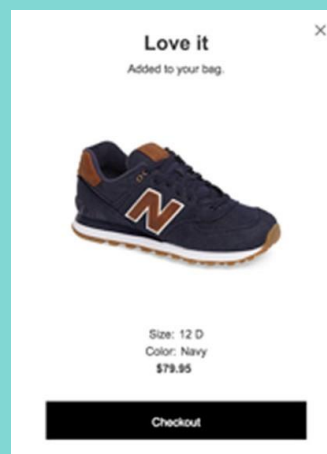 Love it
Added to your bag.
N
Size: 12 D
Color: Navy
$79.95
Checkout